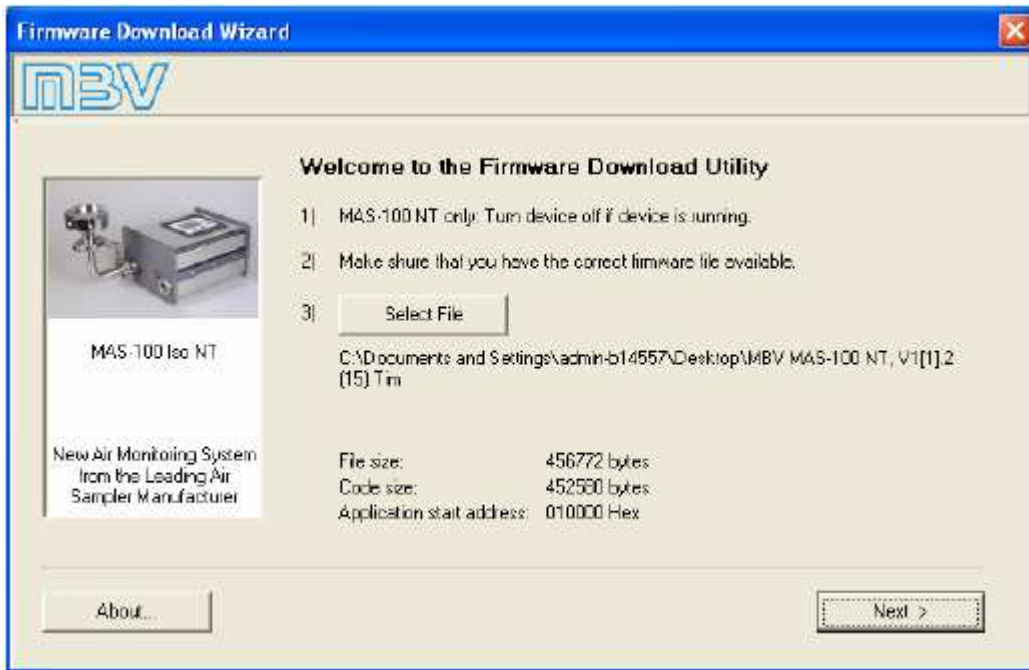 Firmware Download Wizard
MBV
Welcome to the Firmware Download Utility
1) MAS-100 NT only: Turn device off if device is running.
2) Make shure that you have the correct firmware file available.
3) Select File
C:\Documents and Settings\admin-b14557\Desktop\MBV MAS-100 NT, V1[1].2
(15) Tim
MAS-100 Iso NT
New Air Monitoring System
from the Leading Air
Sampler Manufacturer
File size: 456772 bytes
Code size: 452580 bytes
Application start address: 010000 Hex
About...
Next >